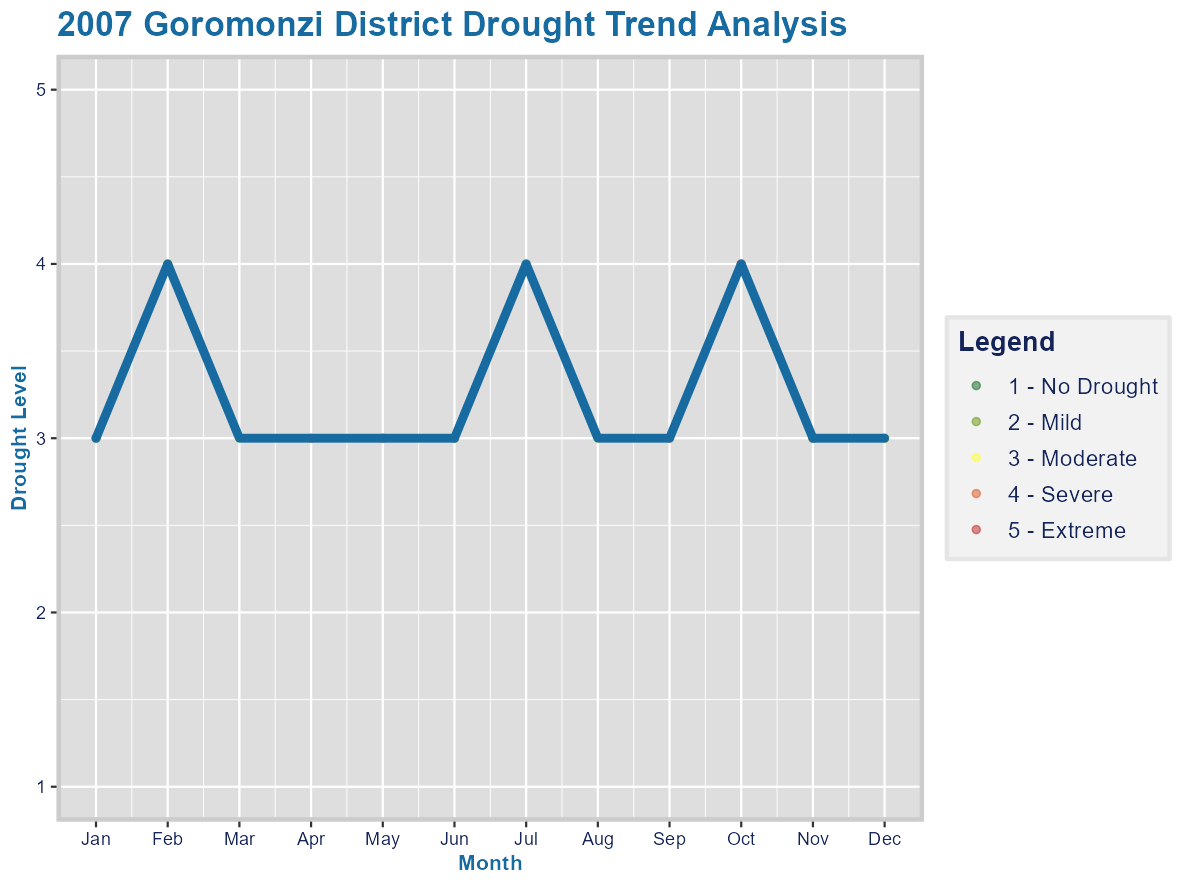 2007 Goromonzi District Drought Trend Analysis
5
4
3
2
1
Drought Level
Jan Feb Mar Apr May Jun Jul Aug Sep Oct Nov Dec
Month
Legend
1 - No Drought
2 - Mild
3 - Moderate
4 - Severe
5 - Extreme